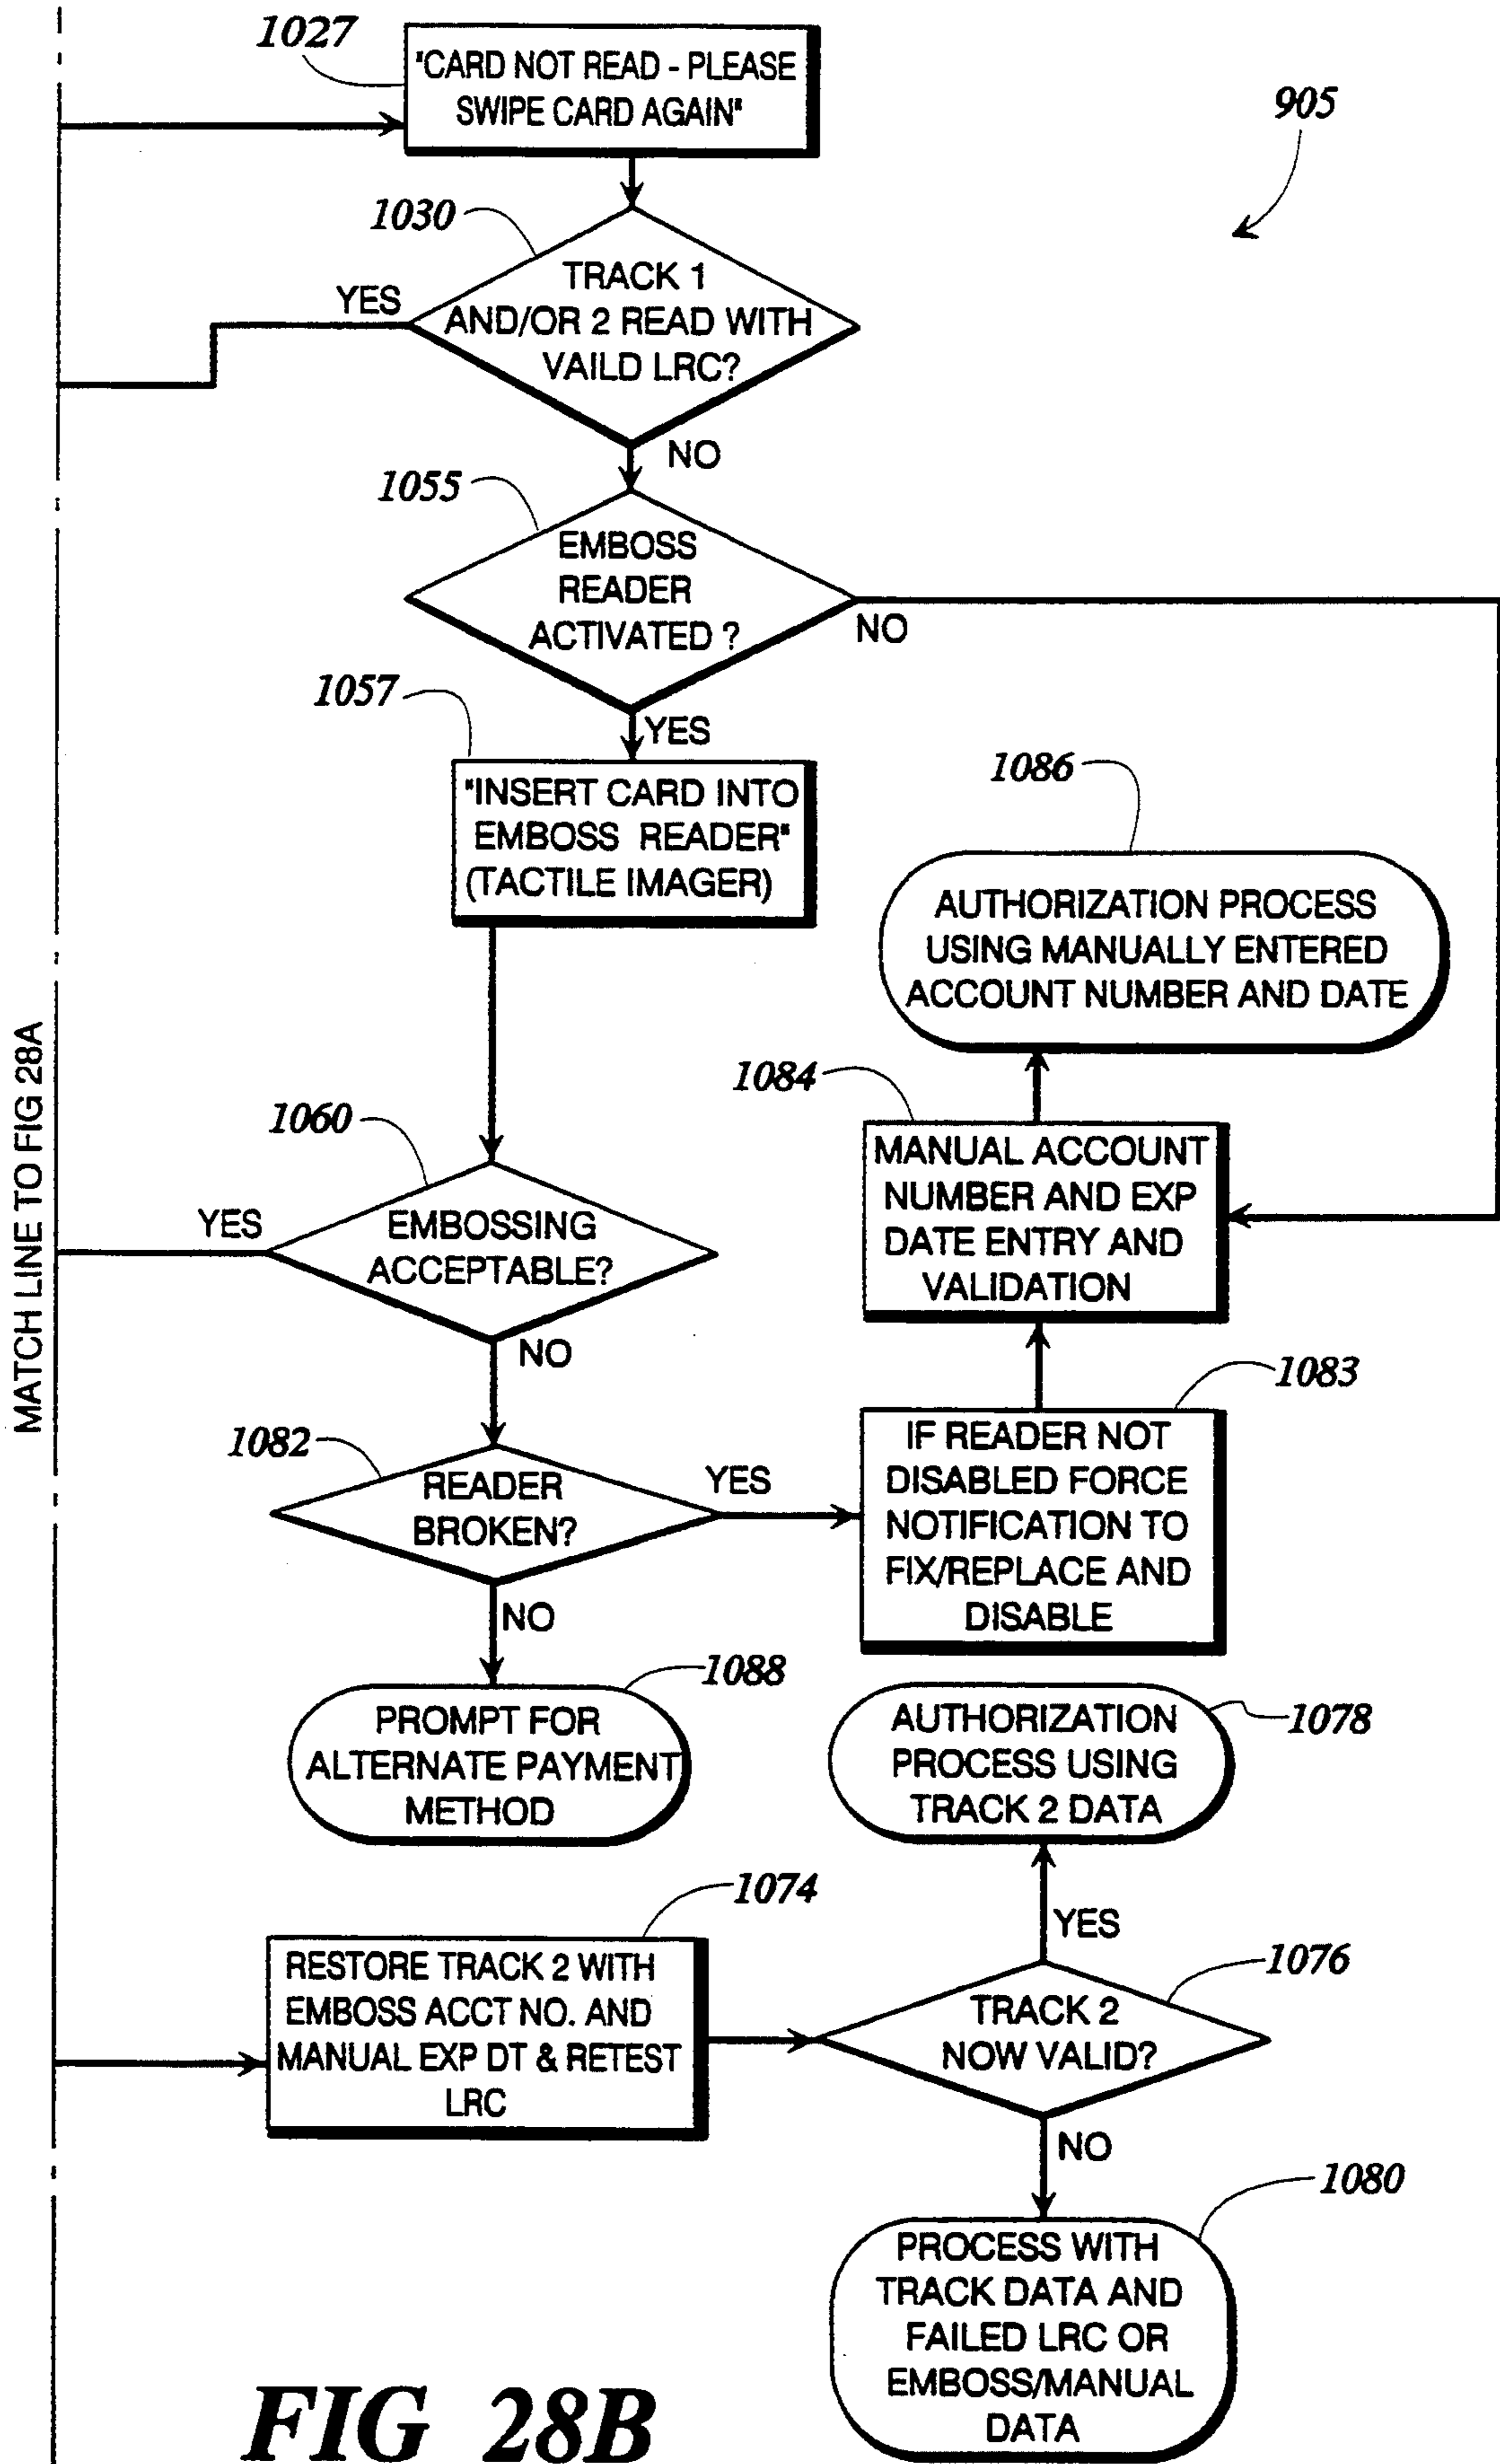 1027
"CARD NOT READ - PLEASE
SWIPE CARD AGAIN"
905
1030
TRACK 1
AND/OR 2 READ WITH
VAILD LRC?
YES
NO
1055
EMBOSS
READER
ACTIVATED ?
NO
1057
YES
"INSERT CARD INTO
EMBOSS READER"
(TACTILE IMAGER)
1086
AUTHORIZATION PROCESS
USING MANUALLY ENTERED
ACCOUNT NUMBER AND DATE
MATCH LINE TO FIG 28A
1084
MANUAL ACCOUNT
NUMBER AND EXP
DATE ENTRY AND
VALIDATION
1060
YES
EMBOSSING
ACCEPTABLE?
NO
1083
IF READER NOT
DISABLED FORCE
NOTIFICATION TO
FIX/REPLACE AND
DISABLE
1082
READER
BROKEN?
YES
NO
1088
PROMPT FOR
ALTERNATE PAYMENT
METHOD
1078
AUTHORIZATION
PROCESS USING
TRACK 2 DATA
1074
RESTORE TRACK 2 WITH
EMBOSS ACCT NO. AND
MANUAL EXP DT & RETEST
LRC
YES
1076
TRACK 2
NOW VALID?
NO
1080
PROCESS WITH
TRACK DATA AND
FAILED LRC OR
EMBOSS/MANUAL
DATA
FIG 28B